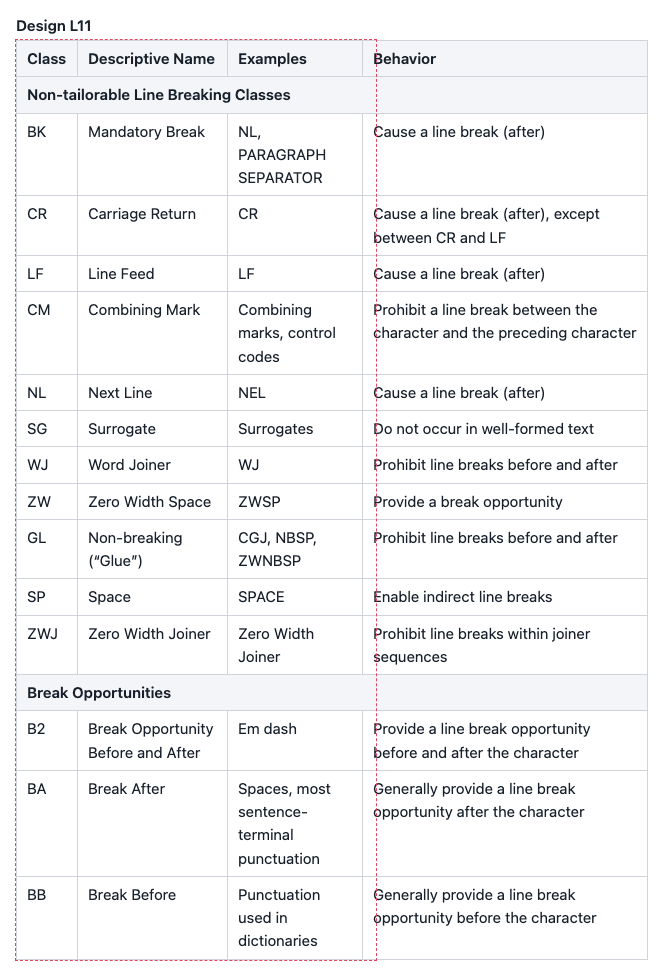 Design L11
Class Descriptive Name Examples Behavior
Non-tailorable Line Breaking Classes
BK Mandatory Break NL, Cause a line break (after)
PARAGRAPH
SEPARATOR
CR Carriage Return CR Cause a line break (after), except
between CR and LF
LF Line Feed LF Cause a line break (after)
CM Combining Mark Combining Prohibit a line break between the
marks, control character and the preceding character
codes
NL Next Line NEL Cause a line break (after)
SG Surrogate Surrogates Do not occur in well-formed text
WJ Word Joiner WJ Prohibit line breaks before and after
ZW Zero Width Space ZWSP Provide a break opportunity
GL Non-breaking CGJ, NBSP, Prohibit line breaks before and after
(“Glue”) ZWNBSP
SP Space SPACE Enable indirect line breaks
ZWJ Zero Width Joiner Zero Width Prohibit line breaks within joiner
Joiner sequences
Break Opportunities
B2 Break Opportunity Em dash Provide a line break opportunity
Before and After before and after the character
BA Break After Spaces, most Generally provide a line break
sentence- opportunity after the character
terminal
punctuation
BB Break Before Punctuation Generally provide a line break
used in opportunity before the character
dictionaries